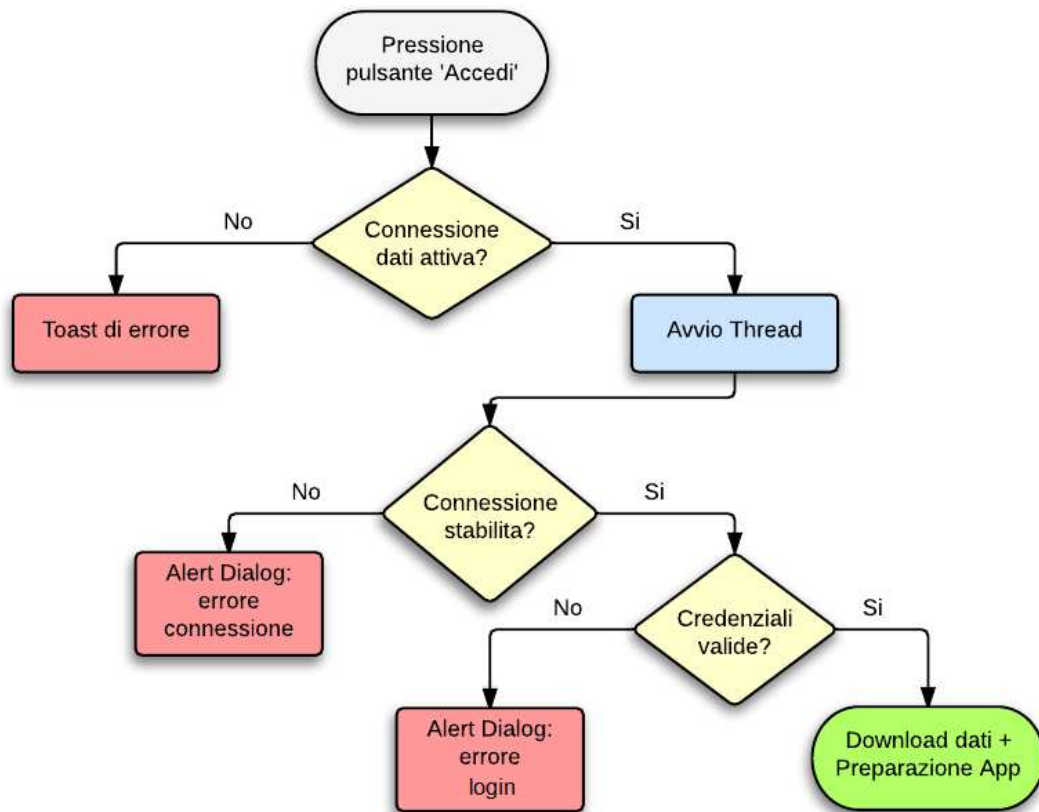 Pressione
pulsante 'Accedi'
Connessione
dati attiva?
No
Si
Toast di errore
Avvio Thread
Connessione
stabilita?
No
Si
Alert Dialog:
errore
connessione
Credenziali
valide?
No
Si
Alert Dialog:
errore
login
Download dati +
Preparazione App